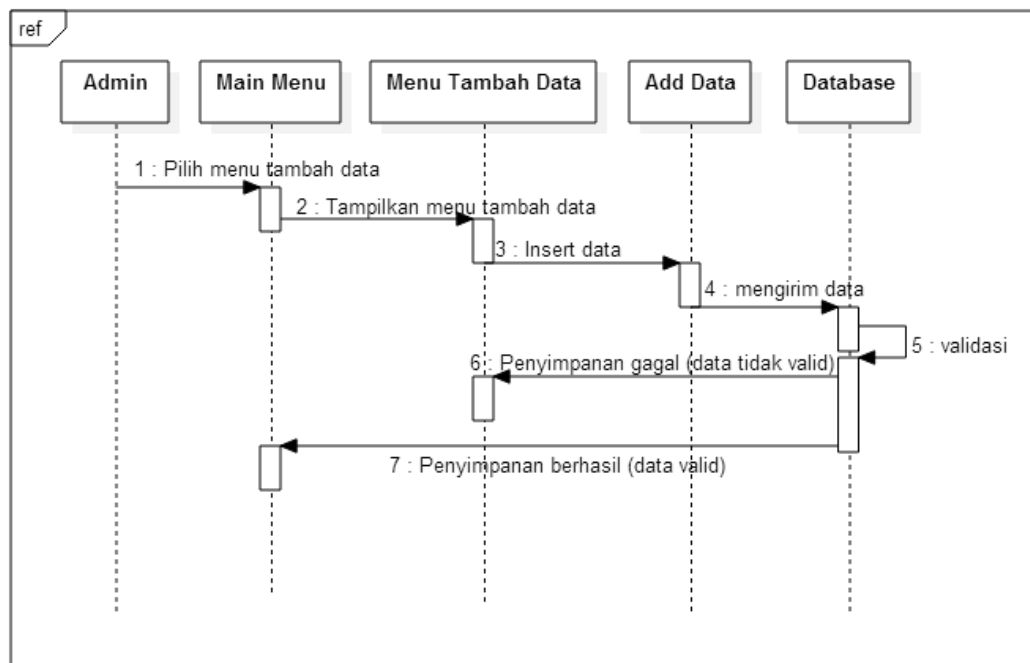 ref
Admin
Main Menu
Menu Tambah Data
Add Data
Database
1 : Pilih menu tambah data
2 : Tampilkan menu tambah data
3 : Insert data
4 : mengirim data
5 : validasi
6 : Penyimpanan gagal (data tidak valid)
7 : Penyimpanan berhasil (data valid)